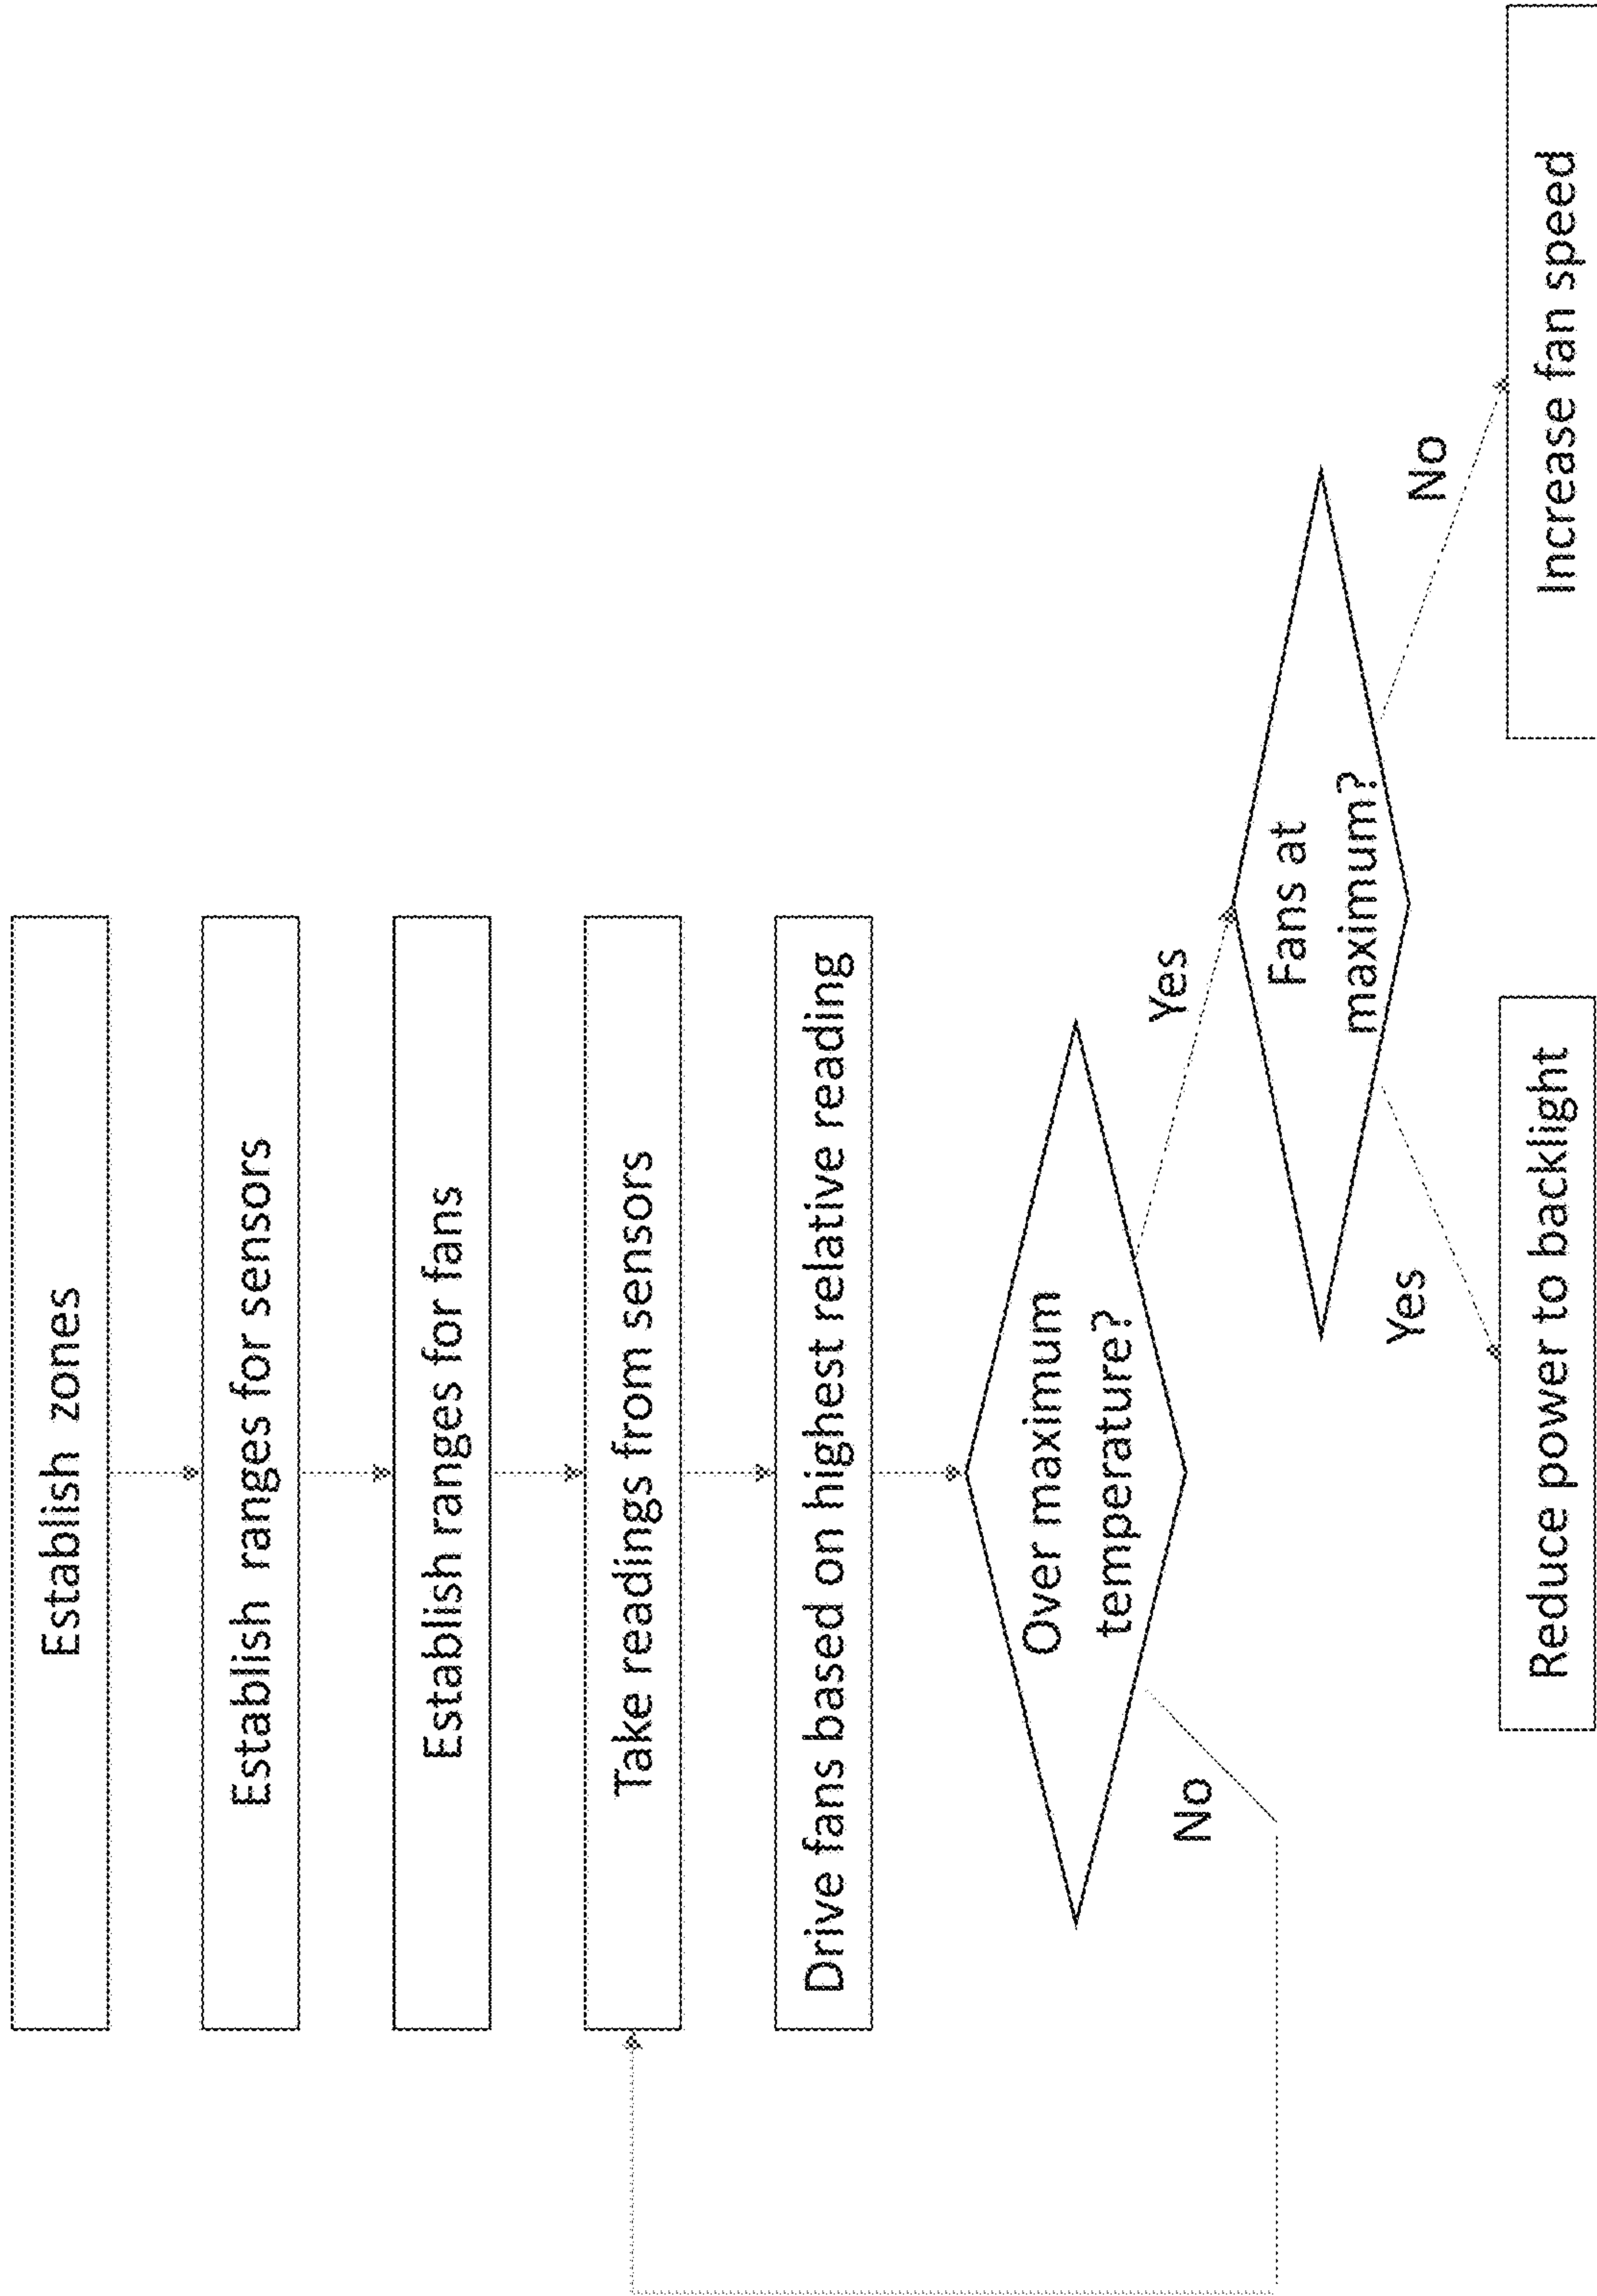 Establish zones
Establish ranges for sensors
Establish ranges for fans
Take readings from sensors
Drive fans based on highest relative reading
Over maximum
temperature?
No
Yes
Fans at
maximum?
Yes
No
Reduce power to backlight
Increase fan speed